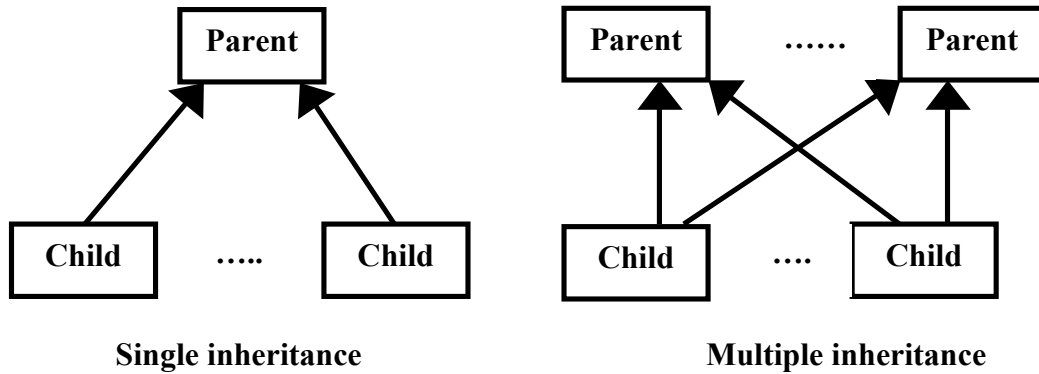 Parent
Parent …… Parent
Child ….. Child
Child …. Child
Single inheritance
Multiple inheritance